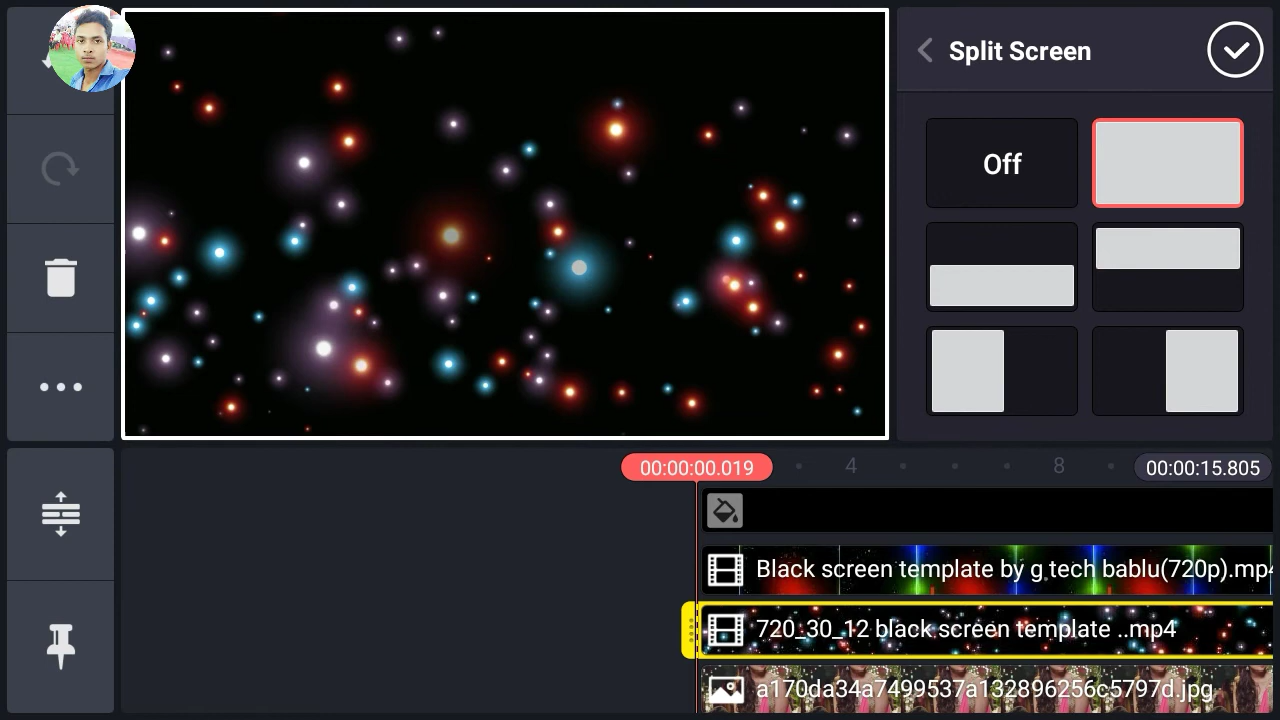 Split Screen
Off
00:00:00.019
4
8
00:00:15.805
Black screen template by g tech bablu(720p).mp4
720_30_12 black screen template ..mp4
a170da34a7499537a132896256c5797d.jpg